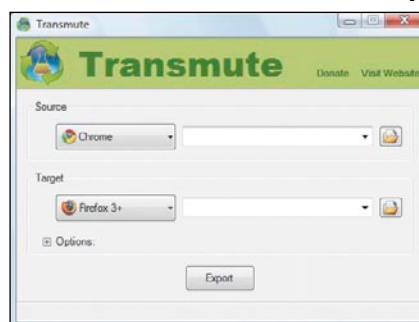 Transmute
Transmute
Donate Visit Website
Source
Chrome
Target
Firefox 3+
Options:
Export